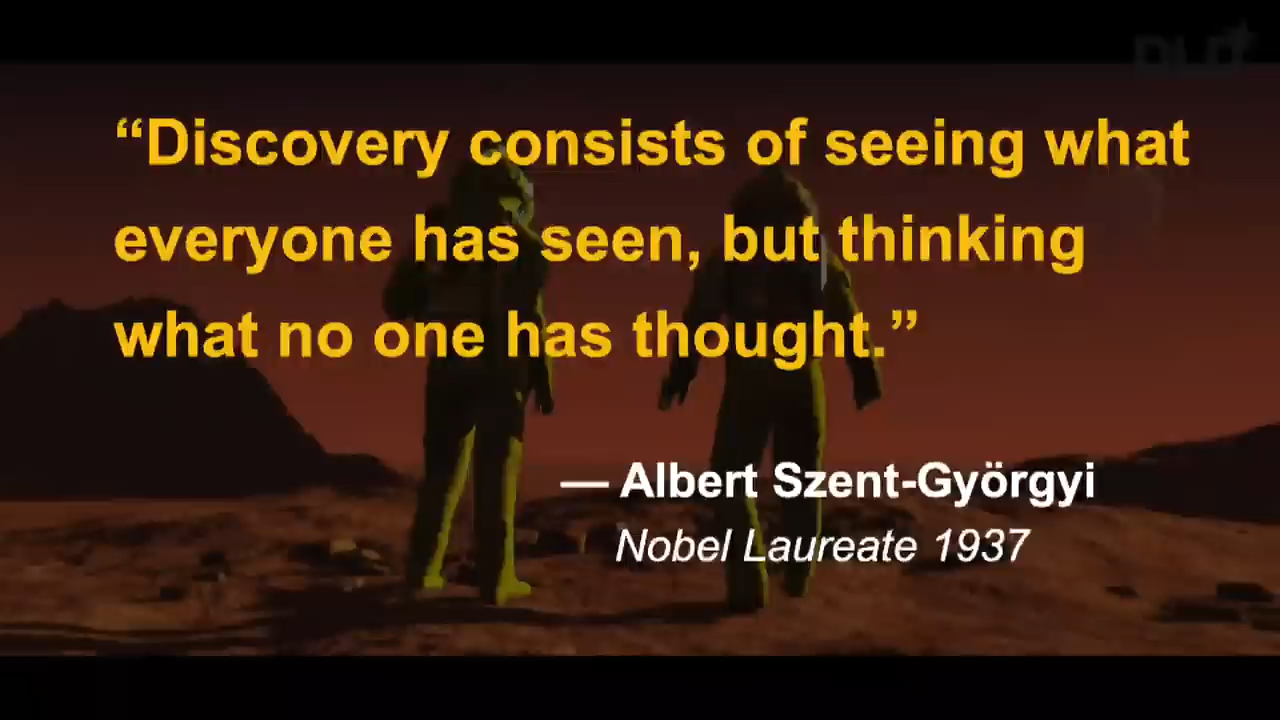 “Discovery consists of seeing what
everyone has seen, but thinking
what no one has thought.”
— Albert Szent-Györgyi
Nobel Laureate 1937
DLD